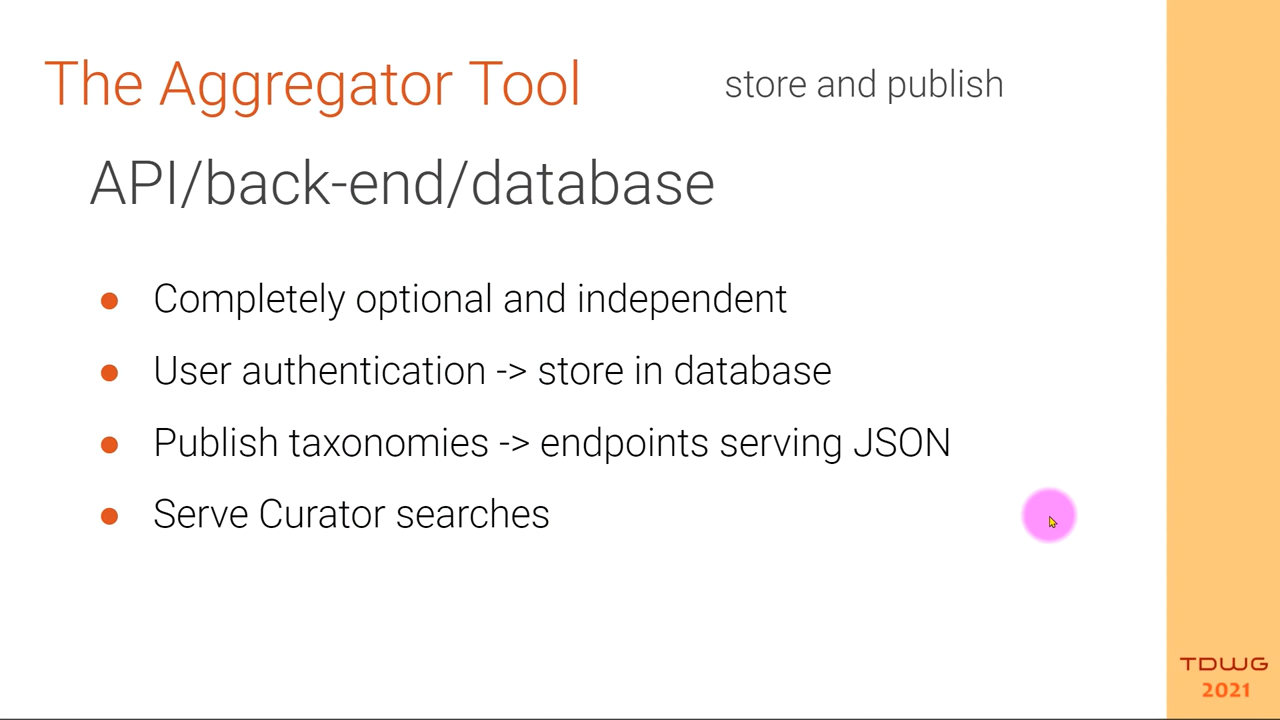 The Aggregator Tool
store and publish
API/back-end/database
● Completely optional and independent
● User authentication -> store in database
● Publish taxonomies -> endpoints serving JSON
● Serve Curator searches
TDWG
2021